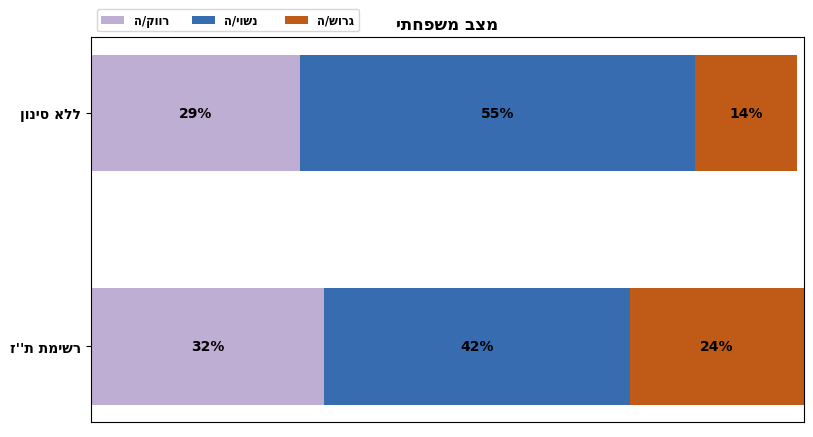 מצב משפחתי
רווק/ה
נשוי/ה
גרוש/ה
ללא סינון
29%
55%
14%
רשימת ת''ז
32%
42%
24%